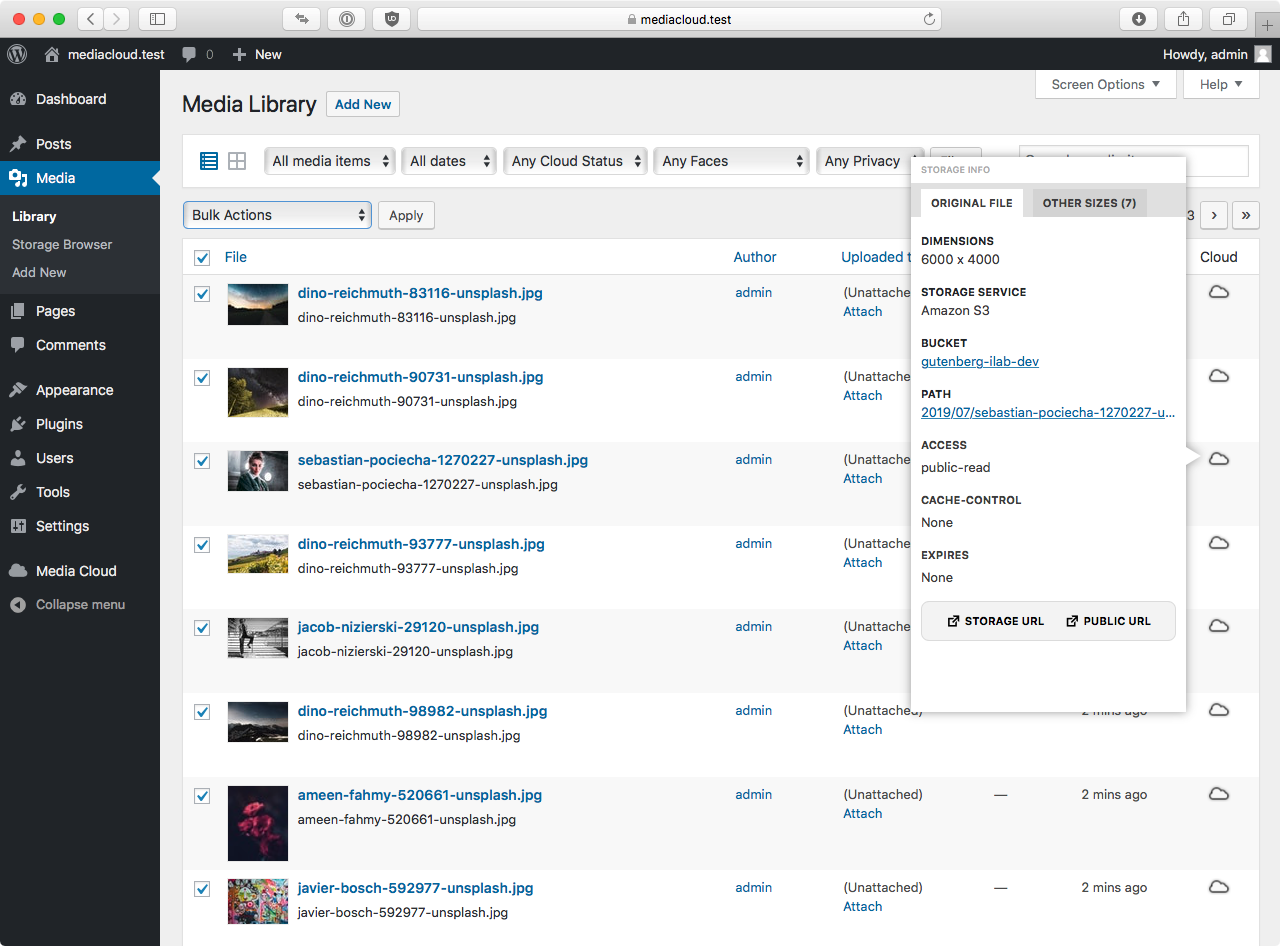 mediacloud.test
mediacloud.test 0 New Howdy, admin
Screen Options Help
Dashboard
Posts
Media
Library
Storage Browser
Add New
Pages
Comments
Appearance
Plugins
Users
Tools
Settings
Media Cloud
Collapse menu
Media Library Add New
All media items All dates Any Cloud Status Any Faces Any Privacy
Bulk Actions Apply 3 › »
File Author Uploaded Cloud
dino-reichmuth-83116-unsplash.jpg admin (Unattache
dino-reichmuth-83116-unsplash.jpg Attach
dino-reichmuth-90731-unsplash.jpg admin (Unattache
dino-reichmuth-90731-unsplash.jpg Attach
sebastian-pociecha-1270227-unsplash.jpg admin (Unattache
sebastian-pociecha-1270227-unsplash.jpg Attach
dino-reichmuth-93777-unsplash.jpg admin (Unattache
dino-reichmuth-93777-unsplash.jpg Attach
jacob-nizierski-29120-unsplash.jpg admin (Unattache
jacob-nizierski-29120-unsplash.jpg Attach
dino-reichmuth-98982-unsplash.jpg admin (Unattached) 2 mins ago
dino-reichmuth-98982-unsplash.jpg Attach
ameen-fahmy-520661-unsplash.jpg admin (Unattached) — 2 mins ago
ameen-fahmy-520661-unsplash.jpg Attach
javier-bosch-592977-unsplash.jpg admin (Unattached) — 2 mins ago
javier-bosch-592977-unsplash.jpg Attach
STORAGE INFO
ORIGINAL FILE OTHER SIZES (7)
DIMENSIONS
6000 x 4000
STORAGE SERVICE
Amazon S3
BUCKET
gutenberg-ilab-dev
PATH
2019/07/sebastian-pociecha-1270227-u...
ACCESS
public-read
CACHE-CONTROL
None
EXPIRES
None
STORAGE URL PUBLIC URL